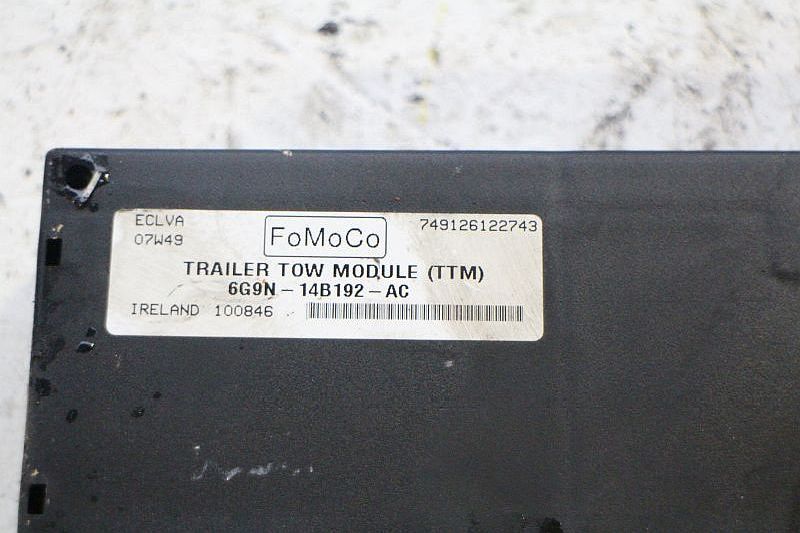 ECLVA
07W49
FoMoCo
749126122743
TRAILER TOW MODULE (TTM)
6G9N - 14B192 - AC
IRELAND 100846